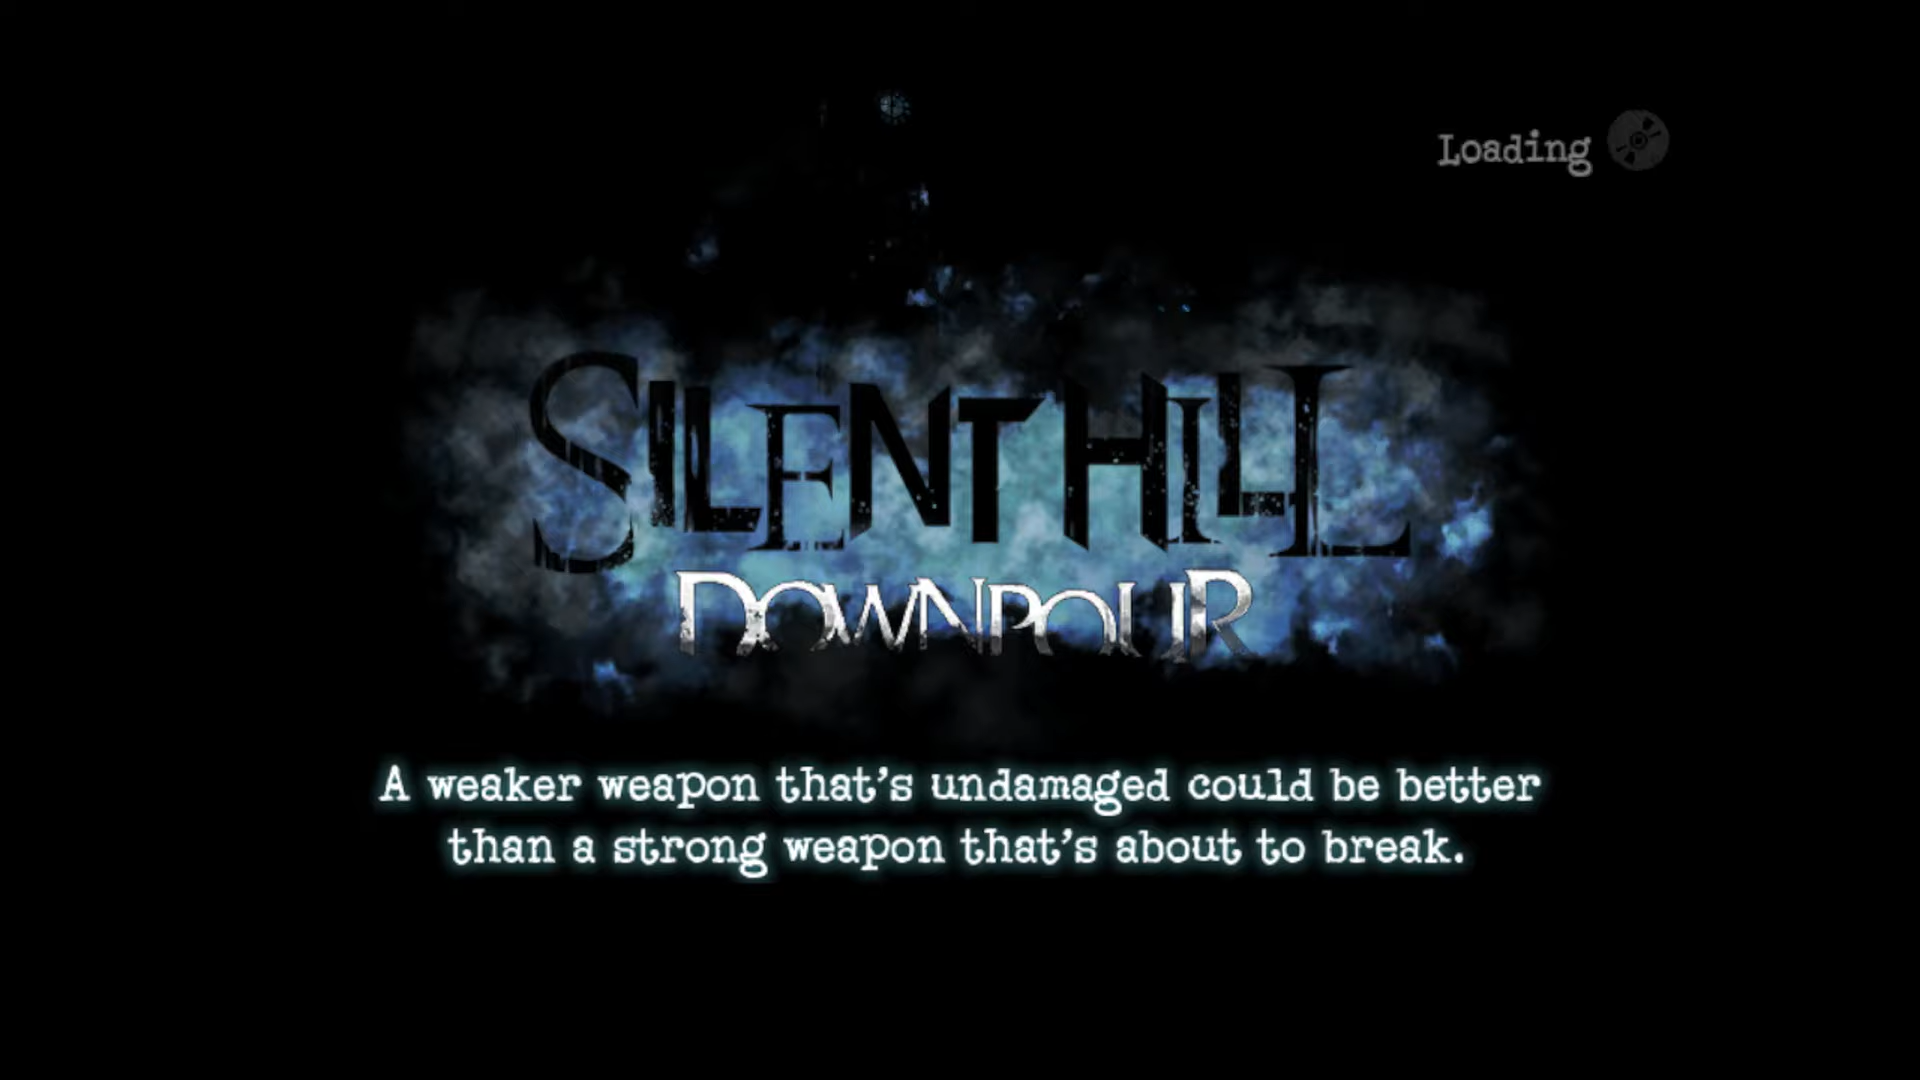 Loading
SILENT HILL
DOWNPOUR
A weaker weapon that's undamaged could be better
than a strong weapon that's about to break.